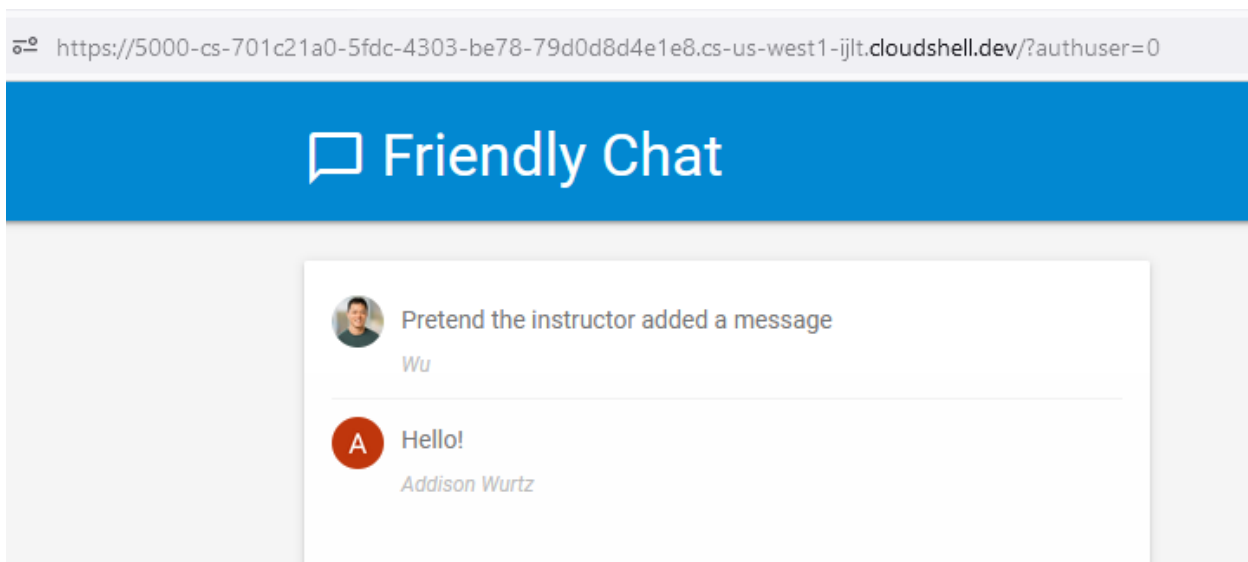 https://5000-cs-701c21a0-5fdc-4303-be78-79d0d8d4e1e8.cs-us-west1-ijlt.cloudshell.dev/?authuser=0
Friendly Chat
Pretend the instructor added a message
Wu
A
Hello!
Addison Wurtz